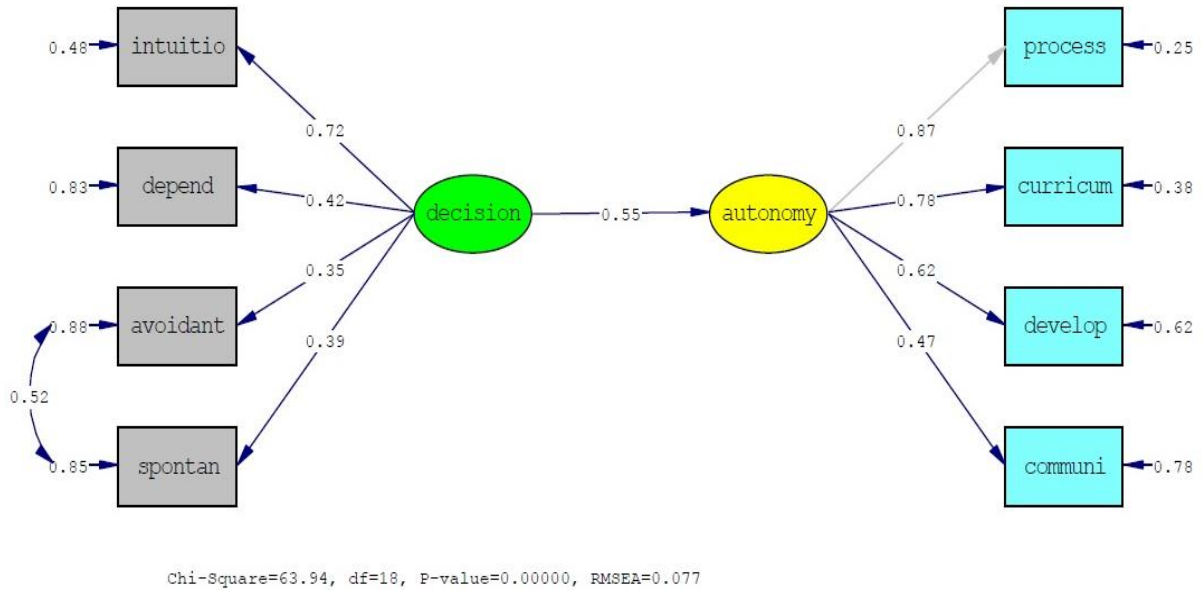 0.48
intuitio
process
0.25
0.72
0.87
0.83
depend
0.42
decision
0.55
autonomy
0.78
curricum
0.38
0.35
0.62
0.88
avoidant
0.39
0.47
develop
0.62
0.52
0.85
spontan
communi
0.78
Chi-Square=63.94, df=18, P-value=0.00000, RMSEA=0.077